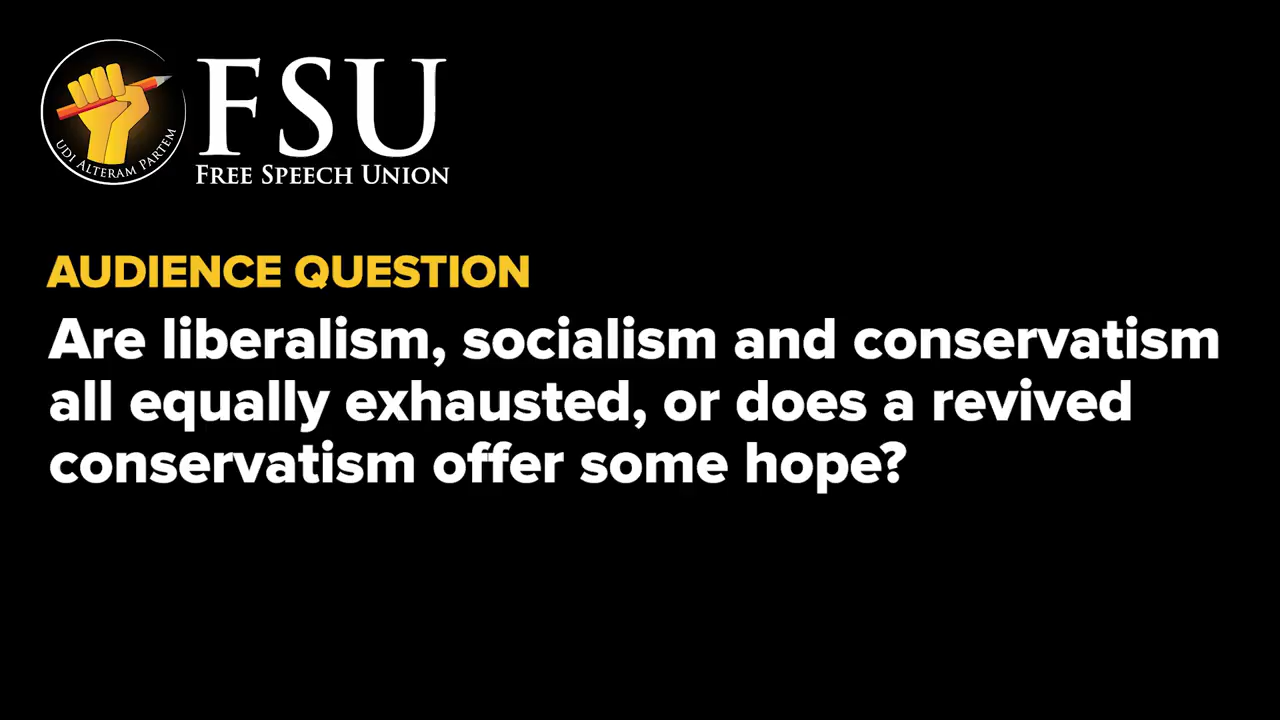 FSU
FREE SPEECH UNION
UDI ALTERAM PARTEM
AUDIENCE QUESTION
Are liberalism, socialism and conservatism
all equally exhausted, or does a revived
conservatism offer some hope?